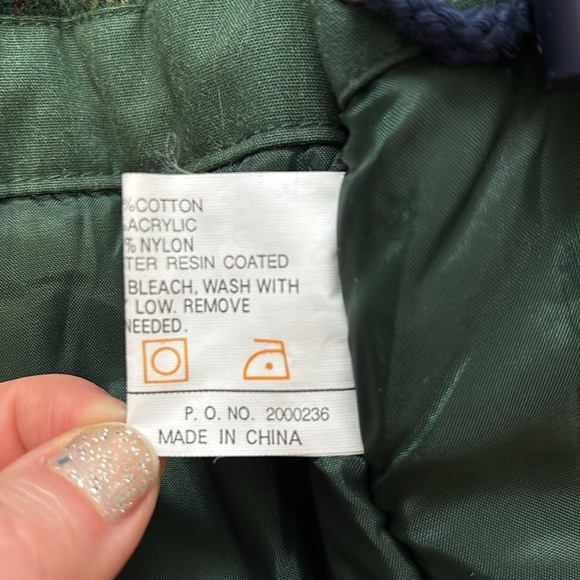 %COTTON
ACRYLIC
% NYLON
TER RESIN COATED
BLEACH, WASH WITH
LOW. REMOVE
NEEDED.
P. O. NO. 2000236
MADE IN CHINA